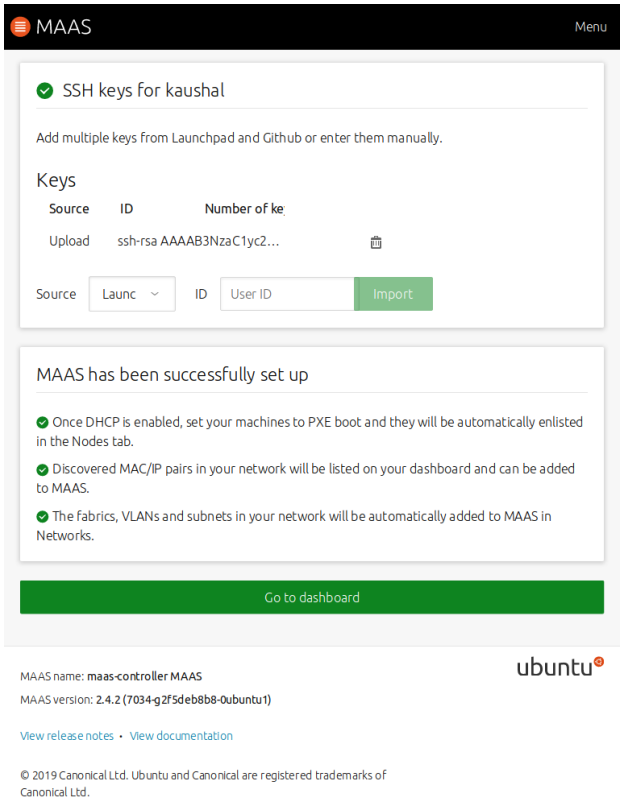 MAAS
Menu
SSH keys for kaushal
Add multiple keys from Launchpad and Github or enter them manually.
Keys
Source ID Number of ke
Upload ssh-rsa AAAAB3NzaC1yc2…
Source Launc ID User ID Import
MAAS has been successfully set up
Once DHCP is enabled, set your machines to PXE boot and they will be automatically enlisted
in the Nodes tab.
Discovered MAC/IP pairs in your network will be listed on your dashboard and can be added
to MAAS.
The fabrics, VLANs and subnets in your network will be automatically added to MAAS in
Networks.
Go to dashboard
ubuntu
MAAS name: maas-controller MAAS
MAAS version: 2.4.2 (7034-g2f5deb8b8-0ubuntu1)
View release notes • View documentation
© 2019 Canonical Ltd. Ubuntu and Canonical are registered trademarks of
Canonical Ltd.